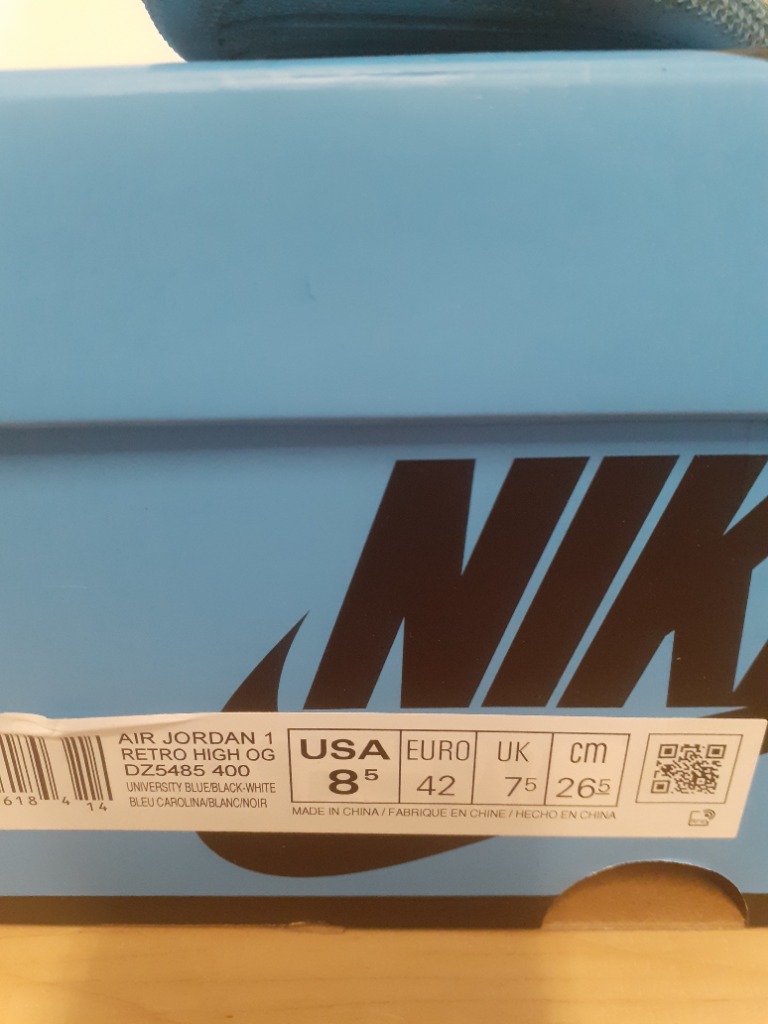 NIK
AIR JORDAN 1
RETRO HIGH OG
DZ5485 400
UNIVERSITY BLUE/BLACK-WHITE
BLEU CAROLINA/BLANC/NOIR
USA EURO UK cm
8⁵ 42 7⁵ 26⁵
MADE IN CHINA / FABRIQUE EN CHINE / HECHO EN CHINA
618 4 14